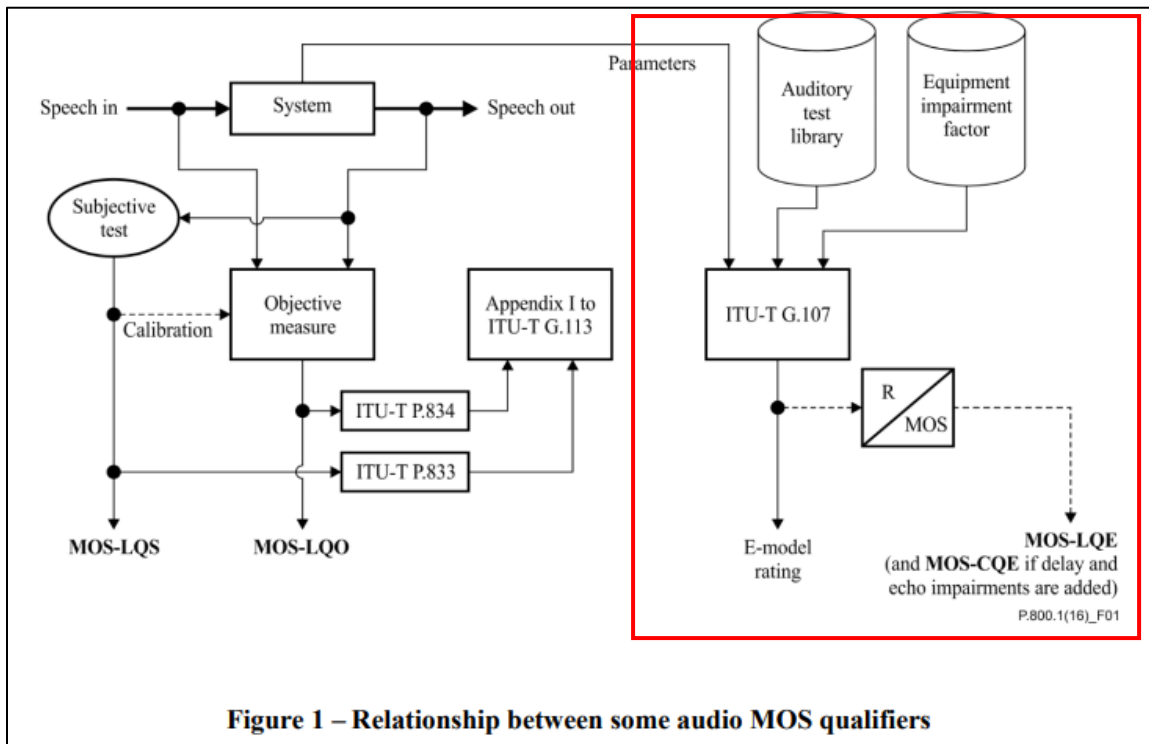 Parameters
Speech in
System
Speech out
Auditory
test
library
Equipment
impairment
factor
Subjective
test
Calibration
Objective
measure
Appendix I to
ITU-T G.113
ITU-T G.107
ITU-T P.834
ITU-T P.833
R
MOS
MOS-LQS
MOS-LQO
E-model
rating
MOS-LQE
(and MOS-CQE if delay and
echo impairments are added)
P.800.1(16)_F01
Figure 1 – Relationship between some audio MOS qualifiers